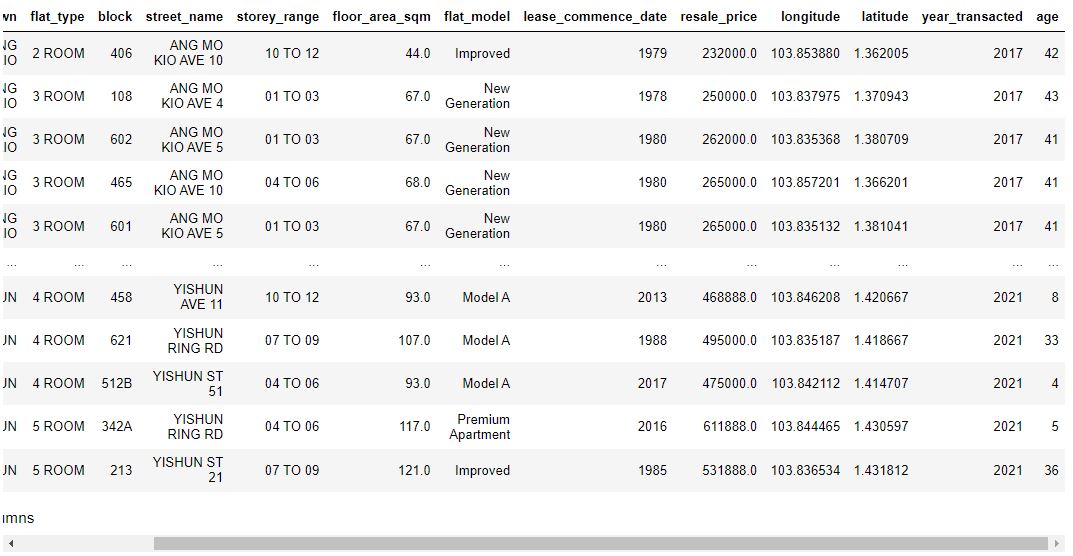 wn flat_type block street_name storey_range floor_area_sqm flat_model lease_commence_date resale_price longitude latitude year_transacted age
NG IO 2 ROOM 406 ANG MO KIO AVE 10 10 TO 12 44.0 Improved 1979 232000.0 103.853880 1.362005 2017 42
NG IO 3 ROOM 108 ANG MO KIO AVE 4 01 TO 03 67.0 New Generation 1978 250000.0 103.837975 1.370943 2017 43
NG IO 3 ROOM 602 ANG MO KIO AVE 5 01 TO 03 67.0 New Generation 1980 262000.0 103.835368 1.380709 2017 41
NG IO 3 ROOM 465 ANG MO KIO AVE 10 04 TO 06 68.0 New Generation 1980 265000.0 103.857201 1.366201 2017 41
NG IO 3 ROOM 601 ANG MO KIO AVE 5 01 TO 03 67.0 New Generation 1980 265000.0 103.835132 1.381041 2017 41
... ... ... ... ... ... ... ... ... ... ... ... ...
UN 4 ROOM 458 YISHUN AVE 11 10 TO 12 93.0 Model A 2013 468888.0 103.846208 1.420667 2021 8
UN 4 ROOM 621 YISHUN RING RD 07 TO 09 107.0 Model A 1988 495000.0 103.835187 1.418667 2021 33
UN 4 ROOM 512B YISHUN ST 51 04 TO 06 93.0 Model A 2017 475000.0 103.842112 1.414707 2021 4
UN 5 ROOM 342A YISHUN RING RD 04 TO 06 117.0 Premium Apartment 2016 611888.0 103.844465 1.430597 2021 5
UN 5 ROOM 213 YISHUN ST 21 07 TO 09 121.0 Improved 1985 531888.0 103.836534 1.431812 2021 36
umns